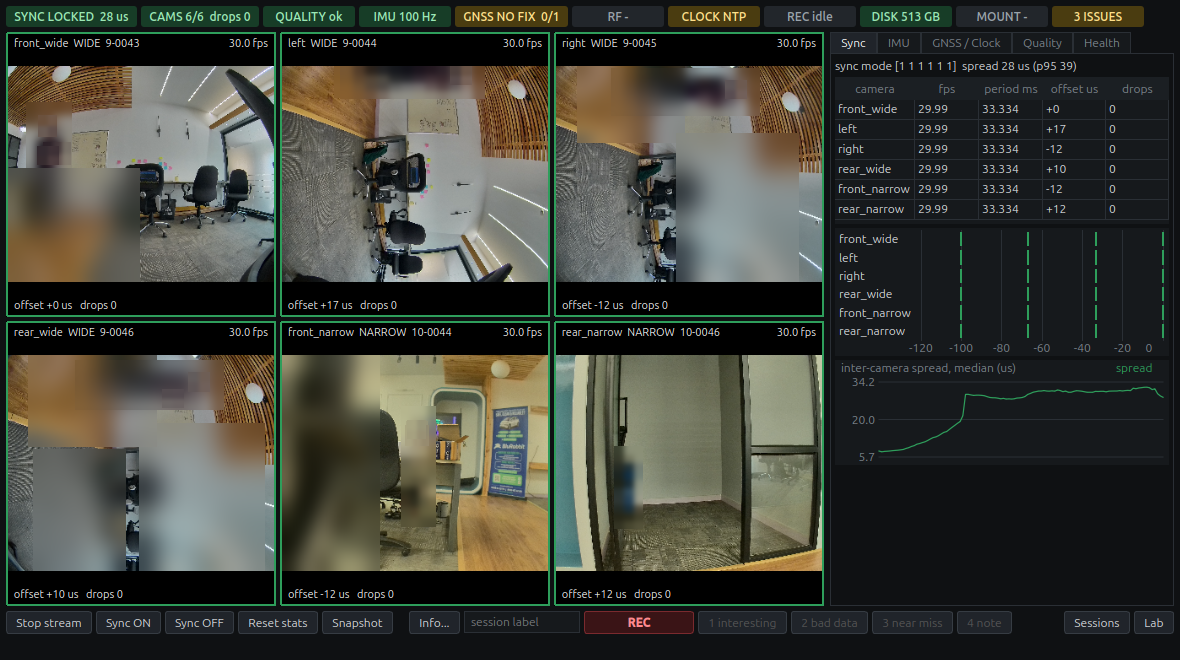 SYNC LOCKED 28 us CAMS 6/6 drops 0 QUALITY ok IMU 100 Hz GNSS NO FIX 0/1 RF - CLOCK NTP REC idle DISK 513 GB MOUNT - 3 ISSUES
front_wide WIDE 9-0043 30.0 fps
left WIDE 9-0044 30.0 fps
right WIDE 9-0045 30.0 fps
offset +0 us drops 0
offset +17 us drops 0
offset -12 us drops 0
rear_wide WIDE 9-0046 30.0 fps
front_narrow NARROW 10-0044 30.0 fps
rear_narrow NARROW 10-0046 30.0 fps
offset +10 us drops 0
offset -12 us drops 0
offset +12 us drops 0
Sync IMU GNSS / Clock Quality Health
sync mode [1 1 1 1 1 1] spread 28 us (p95 39)
camera fps period ms offset us drops
front_wide 29.99 33.334 +0 0
left 29.99 33.334 +17 0
right 29.99 33.334 -12 0
rear_wide 29.99 33.334 +10 0
front_narrow 29.99 33.334 -12 0
rear_narrow 29.99 33.334 +12 0
front_wide
left
right
rear_wide
front_narrow
rear_narrow
-120 -100 -80 -60 -40 -20 0
inter-camera spread, median (us) spread
34.2
20.0
5.7
Stop stream Sync ON Sync OFF Reset stats Snapshot Info... session label REC 1 interesting 2 bad data 3 near miss 4 note Sessions Lab